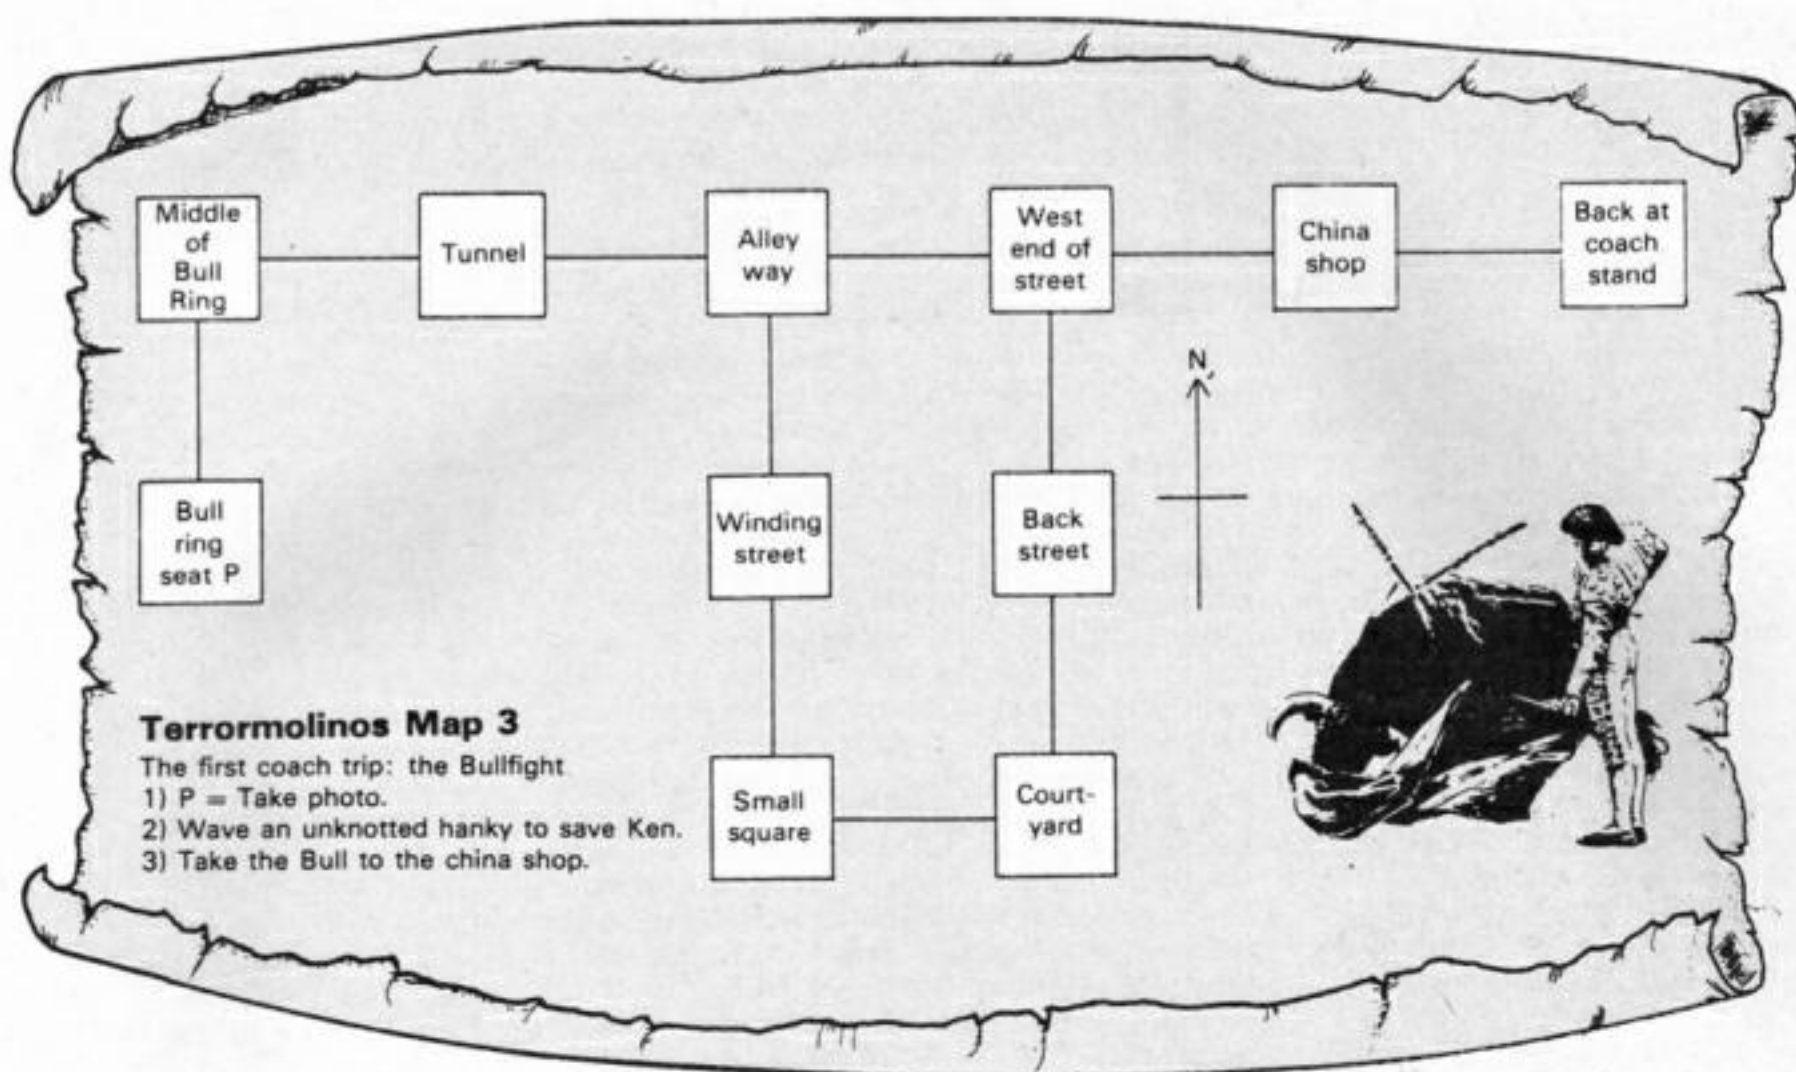 Middle
of
Bull
Ring
Tunnel
Alley
way
West
end of
street
China
shop
Back at
coach
stand
N
Bull
ring
seat P
Winding
street
Back
street
Small
square
Court-
yard
Terrormolinos Map 3
The first coach trip: the Bullfight
1) P = Take photo.
2) Wave an unknotted hanky to save Ken.
3) Take the Bull to the china shop.